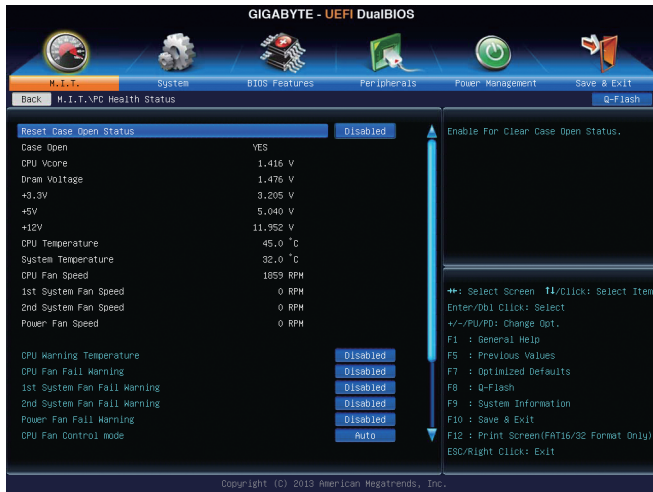 GIGABYTE - UEFI DualBIOS
M.I.T. System BIOS Features Peripherals Power Management Save & Exit
Back M.I.T.\PC Health Status Q-Flash
Reset Case Open Status Disabled
Case Open YES
CPU Vcore 1.416 V
Dram Voltage 1.476 V
+3.3V 3.205 V
+5V 5.040 V
+12V 11.952 V
CPU Temperature 45.0 °C
System Temperature 32.0 °C
CPU Fan Speed 1859 RPM
1st System Fan Speed 0 RPM
2nd System Fan Speed 0 RPM
Power Fan Speed 0 RPM
CPU Warning Temperature Disabled
CPU Fan Fail Warning Disabled
1st System Fan Fail Warning Disabled
2nd System Fan Fail Warning Disabled
Power Fan Fail Warning Disabled
CPU Fan Control mode Auto
Enable For Clear Case Open Status.
→←: Select Screen ↑↓/Click: Select Item
Enter/Dbl Click: Select
+/-/PU/PD: Change Opt.
F1 : General Help
F5 : Previous Values
F7 : Optimized Defaults
F8 : Q-Flash
F9 : System Information
F10 : Save & Exit
F12 : Print Screen(FAT16/32 Format Only)
ESC/Right Click: Exit
Copyright (C) 2013 American Megatrends, Inc.